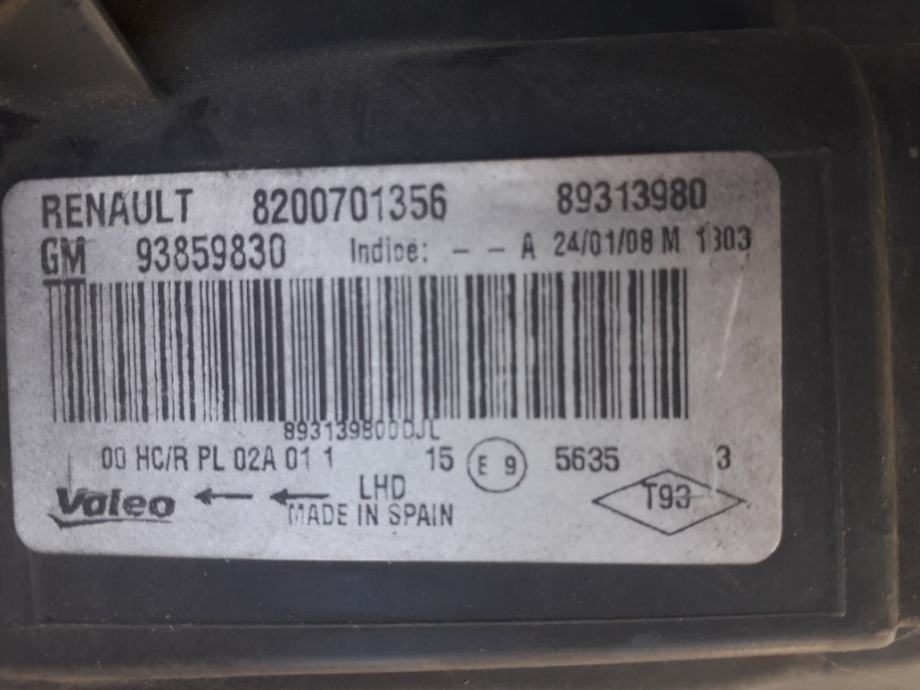 RENAULT 8200701356 89313980
GM 93859830 Indice: - - A 24/01/08 M 1303
89313980DDJL
00 HC/R PL 02A 01 1 15 E 9 5635 3
Valeo ← ← LHD T93
MADE IN SPAIN